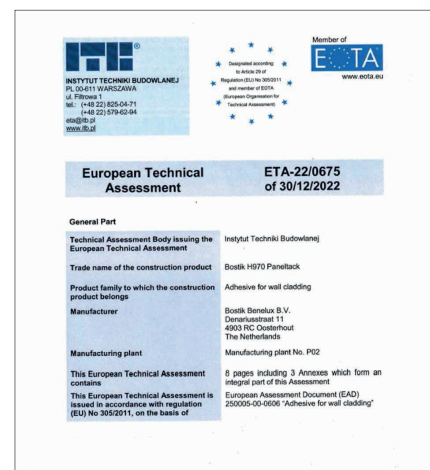 ITB®
INSTYTUT TECHNIKI BUDOWLANEJ
PL 00-611 WARSZAWA
ul. Filtrowa 1
tel.: (+48 22) 825-04-71
(+48 22) 579-62-94
eta@itb.pl
www.itb.pl
Designated according
to Article 29 of
Regulation (EU) No 305/2011
and member of EOTA
(European Organisation for
Technical Assessment)
Member of
EOTA
www.eota.eu
European Technical
Assessment
ETA-22/0675
of 30/12/2022
General Part
Technical Assessment Body issuing the
European Technical Assessment
Instytut Techniki Budowlanej
Trade name of the construction product
Bostik H970 Paneltack
Product family to which the construction
product belongs
Adhesive for wall cladding
Manufacturer
Bostik Benelux B.V.
Denariusstraat 11
4903 RC Oosterhout
The Netherlands
Manufacturing plant
Manufacturing plant No. P02
This European Technical Assessment
contains
8 pages including 3 Annexes which form an
integral part of this Assessment
This European Technical Assessment is
issued in accordance with regulation
(EU) No 305/2011, on the basis of
European Assessment Document (EAD)
250005-00-0606 "Adhesive for wall cladding"